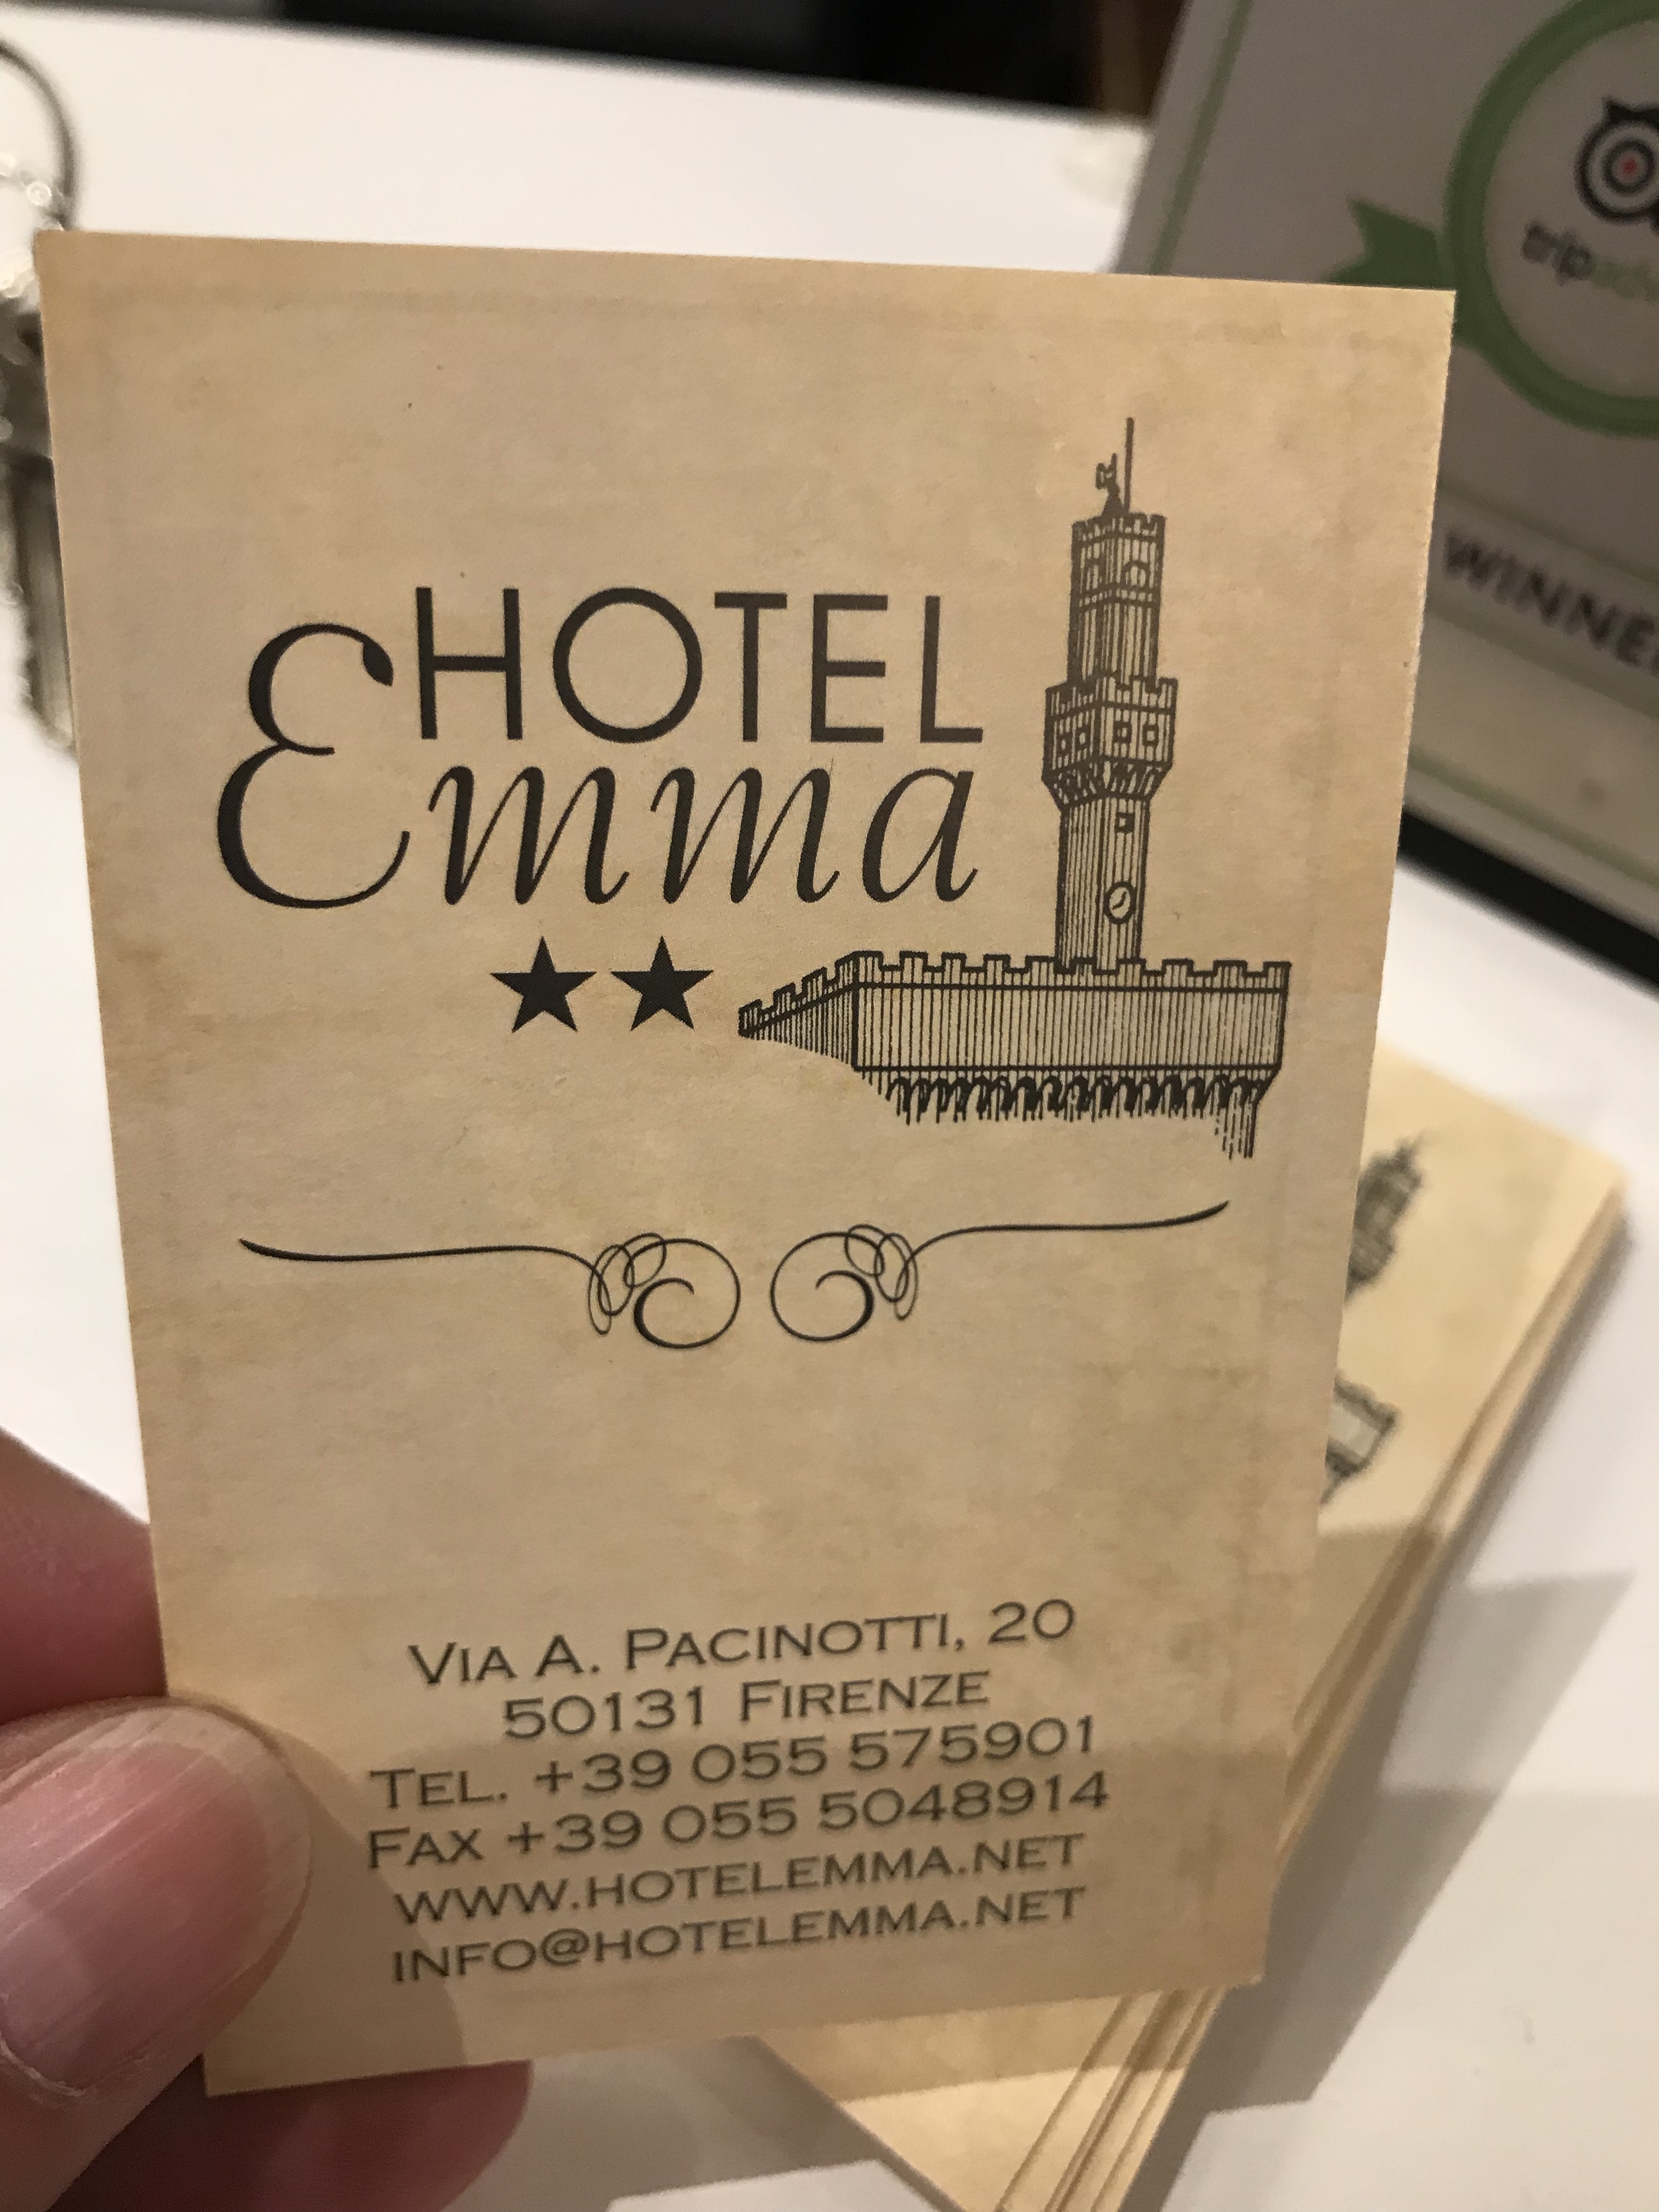 HOTEL
Emma
VIA A. PACINOTTI, 20
50131 FIRENZE
TEL. +39 055 575901
FAX +39 055 5048914
WWW.HOTELEMMA.NET
INFO@HOTELEMMA.NET